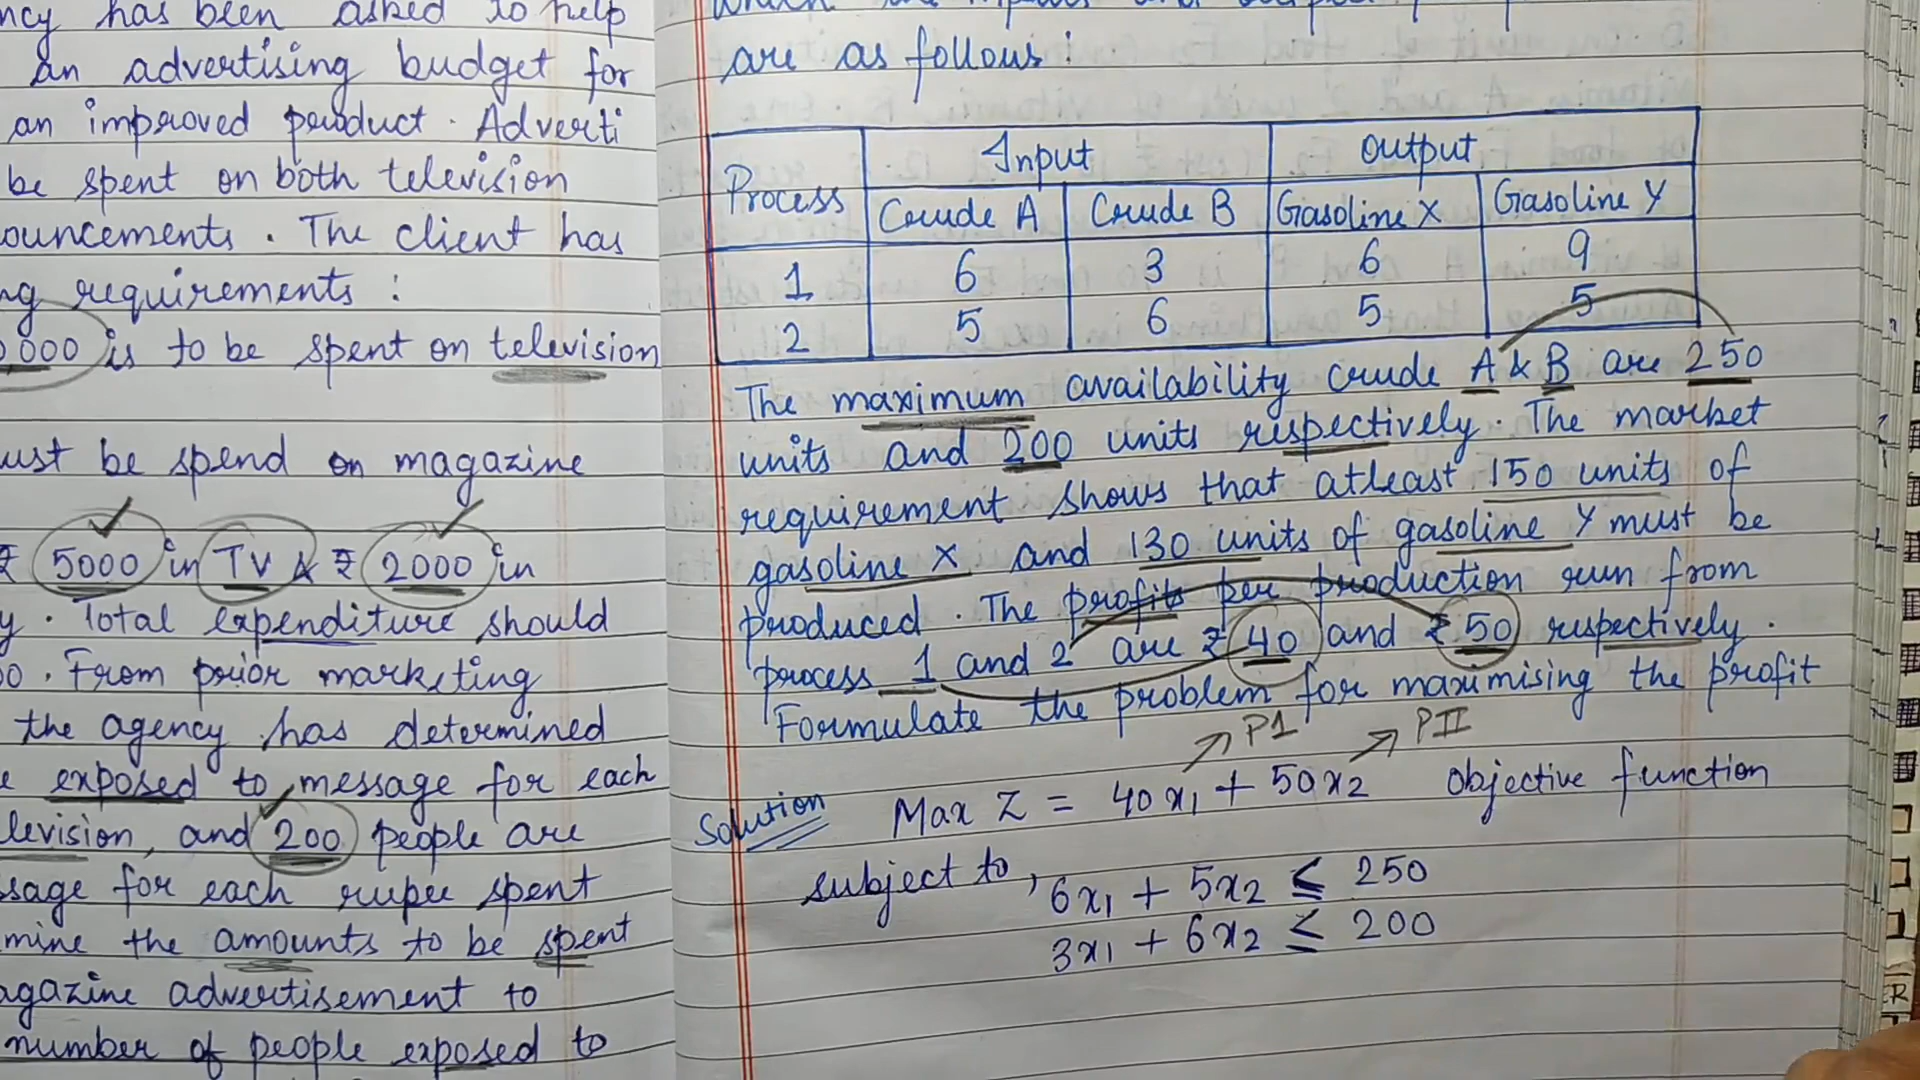 ncy has been asked to help
an advertising budget for
an improved product. Adverti
be spent on both television
ouncements. The client has
ng requirements :
0,000 is to be spent on television
ust be spend on magazine
₹ 5000 in TV & ₹ 2000 in
y. Total expenditure should
00. From prior marketing
the agency has determined
e exposed to message for each
levision, and 200 people are
sage for each rupee spent
mine the amounts to be spent
agazine advertisement to
number of people exposed to
are as follows :
Process Input Output
Crude A Crude B Gasoline X Gasoline Y
1 6 3 6 9
2 5 6 5 5
The maximum availability crude A & B are 250
units and 200 units respectively. The market
requirement shows that atleast 150 units of
gasoline X and 130 units of gasoline Y must be
produced. The profits per production run from
process 1 and 2 are ₹ 40 and ₹ 50 respectively.
Formulate the problem for maximising the profit
P1 PII
Solution Max Z = 40x1 + 50x2 Objective function
subject to, 6x1 + 5x2 ≤ 250
3x1 + 6x2 ≤ 200